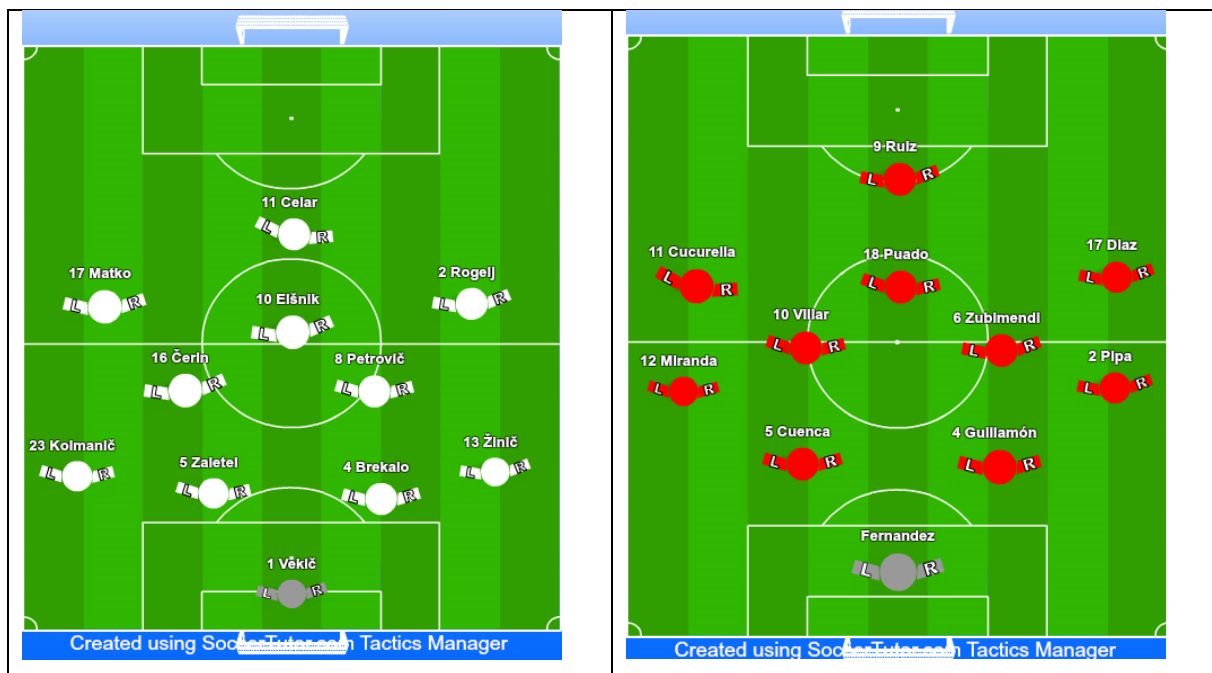 11 Celar
17 Matko
2 Rogelj
10 Elšnik
16 Čerin
8 Petrovič
23 Kolmanič
13 Žinič
5 Zaletel
4 Brekalo
1 Vekič
L R
L R
L R
L R
L R
L R
L R
L R
L R
L R
L R
Created using SoccerTutor.com Tactics Manager
9 Ruiz
11 Cucurella
18 Puado
17 Diaz
10 Villar
6 Zubimendi
12 Miranda
2 Pipa
5 Cuenca
4 Guillamón
Fernandez
L R
L R
L R
L R
L R
L R
L R
L R
L R
L R
L R
Created using SoccerTutor.com Tactics Manager